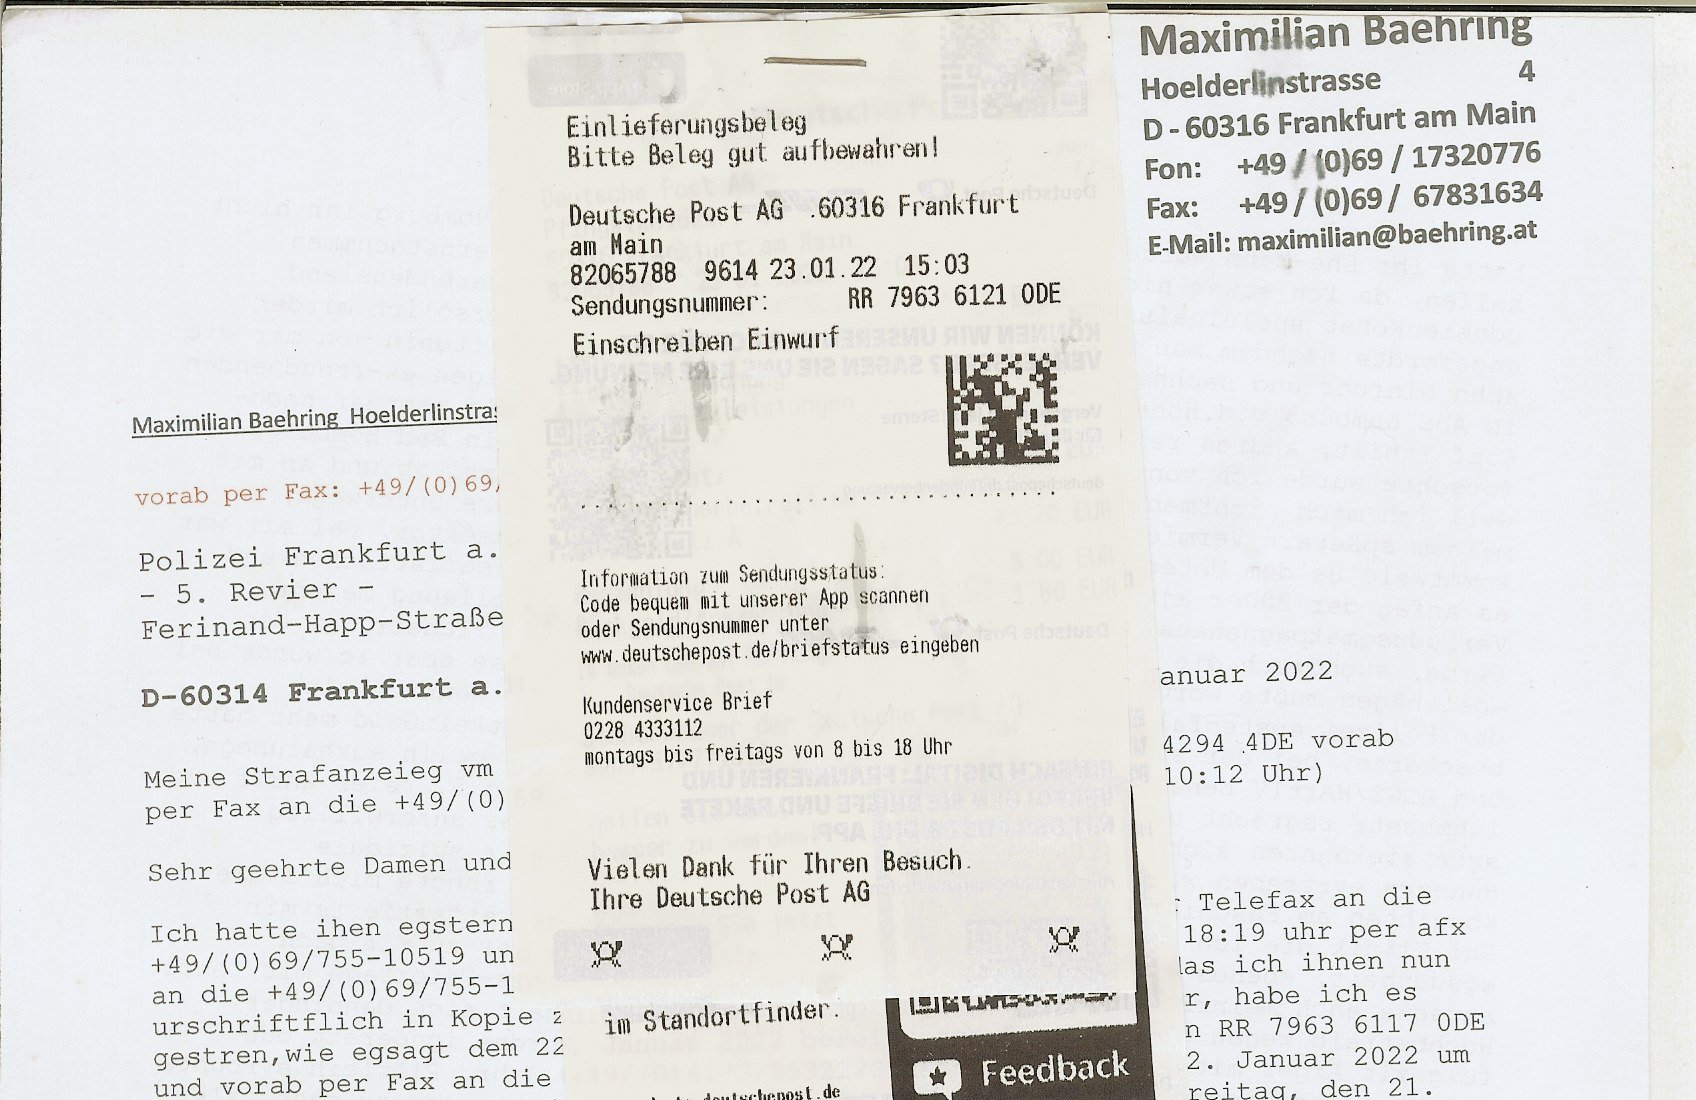 Maximilian Baehring
Hoelderlinstrasse 4
D - 60316 Frankfurt am Main
Fon: +49 / (0)69 / 17320776
Fax: +49 / (0)69 / 67831634
E-Mail: maximilian@baehring.at
Einlieferungsbeleg
Bitte Beleg gut aufbewahren!
Deutsche Post AG .60316 Frankfurt
am Main
82065788 9614 23.01.22 15:03
Sendungsnummer: RR 7963 6121 0DE
Einschreiben Einwurf
Information zum Sendungsstatus:
Code bequem mit unserer App scannen
oder Sendungsnummer unter
www.deutschepost.de/briefstatus eingeben
Kundenservice Brief
0228 4333112
montags bis freitags von 8 bis 18 Uhr
Vielen Dank für Ihren Besuch.
Ihre Deutsche Post AG
im Standortfinder.
Feedback
deutschepost.de
Maximilian Baehring Hoelderlinstras
vorab per Fax: +49/(0)69/
Polizei Frankfurt a.
- 5. Revier -
Ferinand-Happ-Straße
D-60314 Frankfurt a.
anuar 2022
Meine Strafanzeieg vm 4294 4DE vorab
per Fax an die +49/(0) 10:12 Uhr)
Sehr geehrte Damen und
Ich hatte ihen egstern Telefax an die
+49/(0)69/755-10519 un 18:19 uhr per afx
an die +49/(0)69/755-1 las ich ihnen nun
urschriftflich in Kopie z r, habe ich es
gestren,wie egsagt dem 22 n RR 7963 6117 0DE
und vorab per Fax an die 2. Januar 2022 um
reitag, den 21.